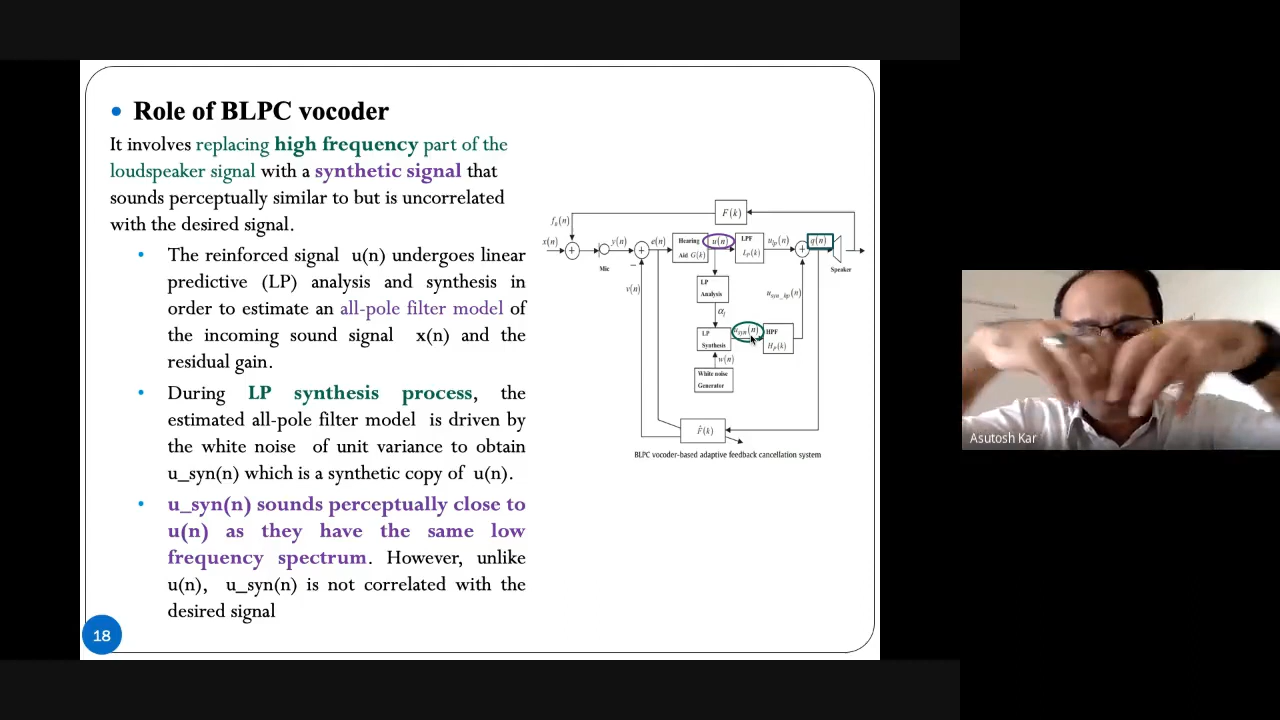 Role of BLPC vocoder
It involves replacing high frequency part of the
loudspeaker signal with a synthetic signal that
sounds perceptually similar to but is uncorrelated
with the desired signal.
The reinforced signal u(n) undergoes linear
predictive (LP) analysis and synthesis in
order to estimate an all-pole filter model of
the incoming sound signal x(n) and the
residual gain.
During LP synthesis process, the
estimated all-pole filter model is driven by
the white noise of unit variance to obtain
u_syn(n) which is a synthetic copy of u(n).
u_syn(n) sounds perceptually close to
u(n) as they have the same low
frequency spectrum. However, unlike
u(n), u_syn(n) is not correlated with the
desired signal
18
F(k)
x(n)
+
Mic
y(n)
+
−
e(n)
Hearing
Aid G(k)
u(n)
LPF
+
q(n)
Speaker
v(n)
LP
Analysis
LP
Synthesis
u_syn(n)
HPF
w(n)
White noise
Generator
F̂(k)
BLPC vocoder-based adaptive feedback cancellation system
Asutosh Kar